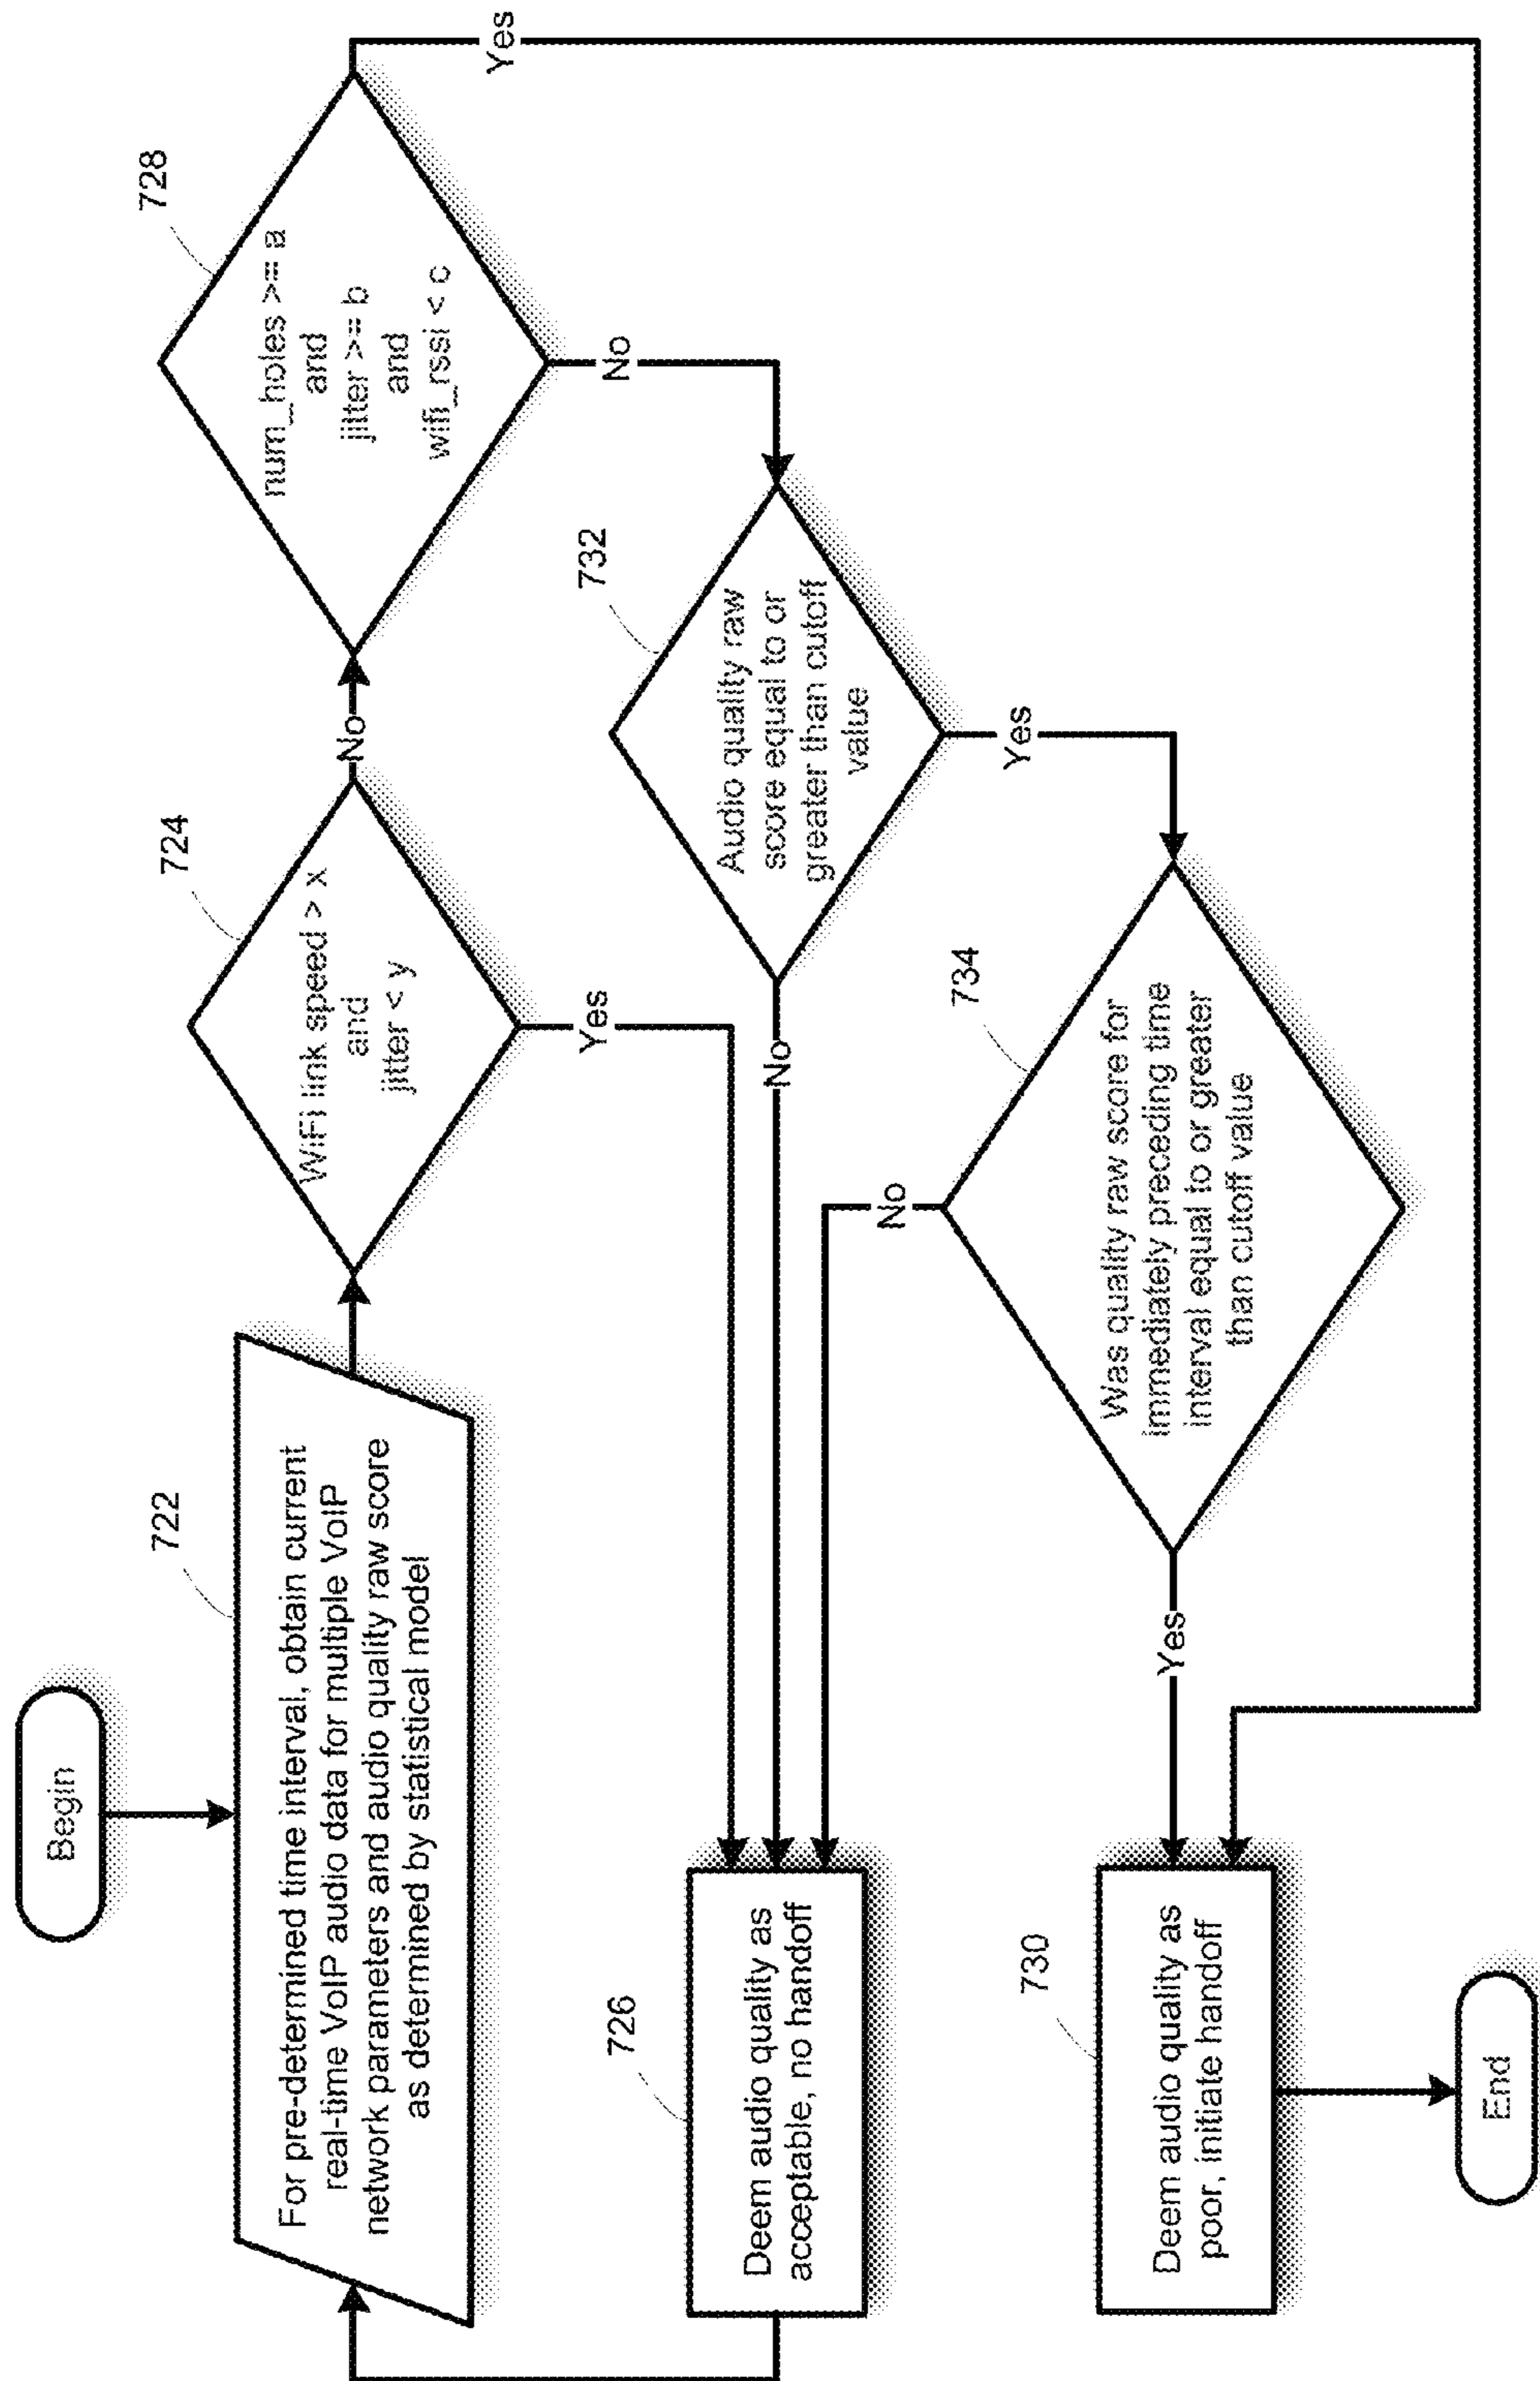 Begin
722
For pre-determined time interval, obtain current
real-time VoIP audio data for multiple VoIP
network parameters and audio quality raw score
as determined by statistical model
724
WiFi link speed > x
and
jitter < y
No
Yes
728
num_holes >= a
and
jitter >= b
and
wifi_rssi < c
Yes
No
732
Audio quality raw
score equal to or
greater than cutoff
value
No
Yes
726
Deem audio quality as
acceptable, no handoff
734
Was quality raw score for
immediately preceding time
interval equal to or greater
than cutoff value
No
Yes
730
Deem audio quality as
poor, initiate handoff
End